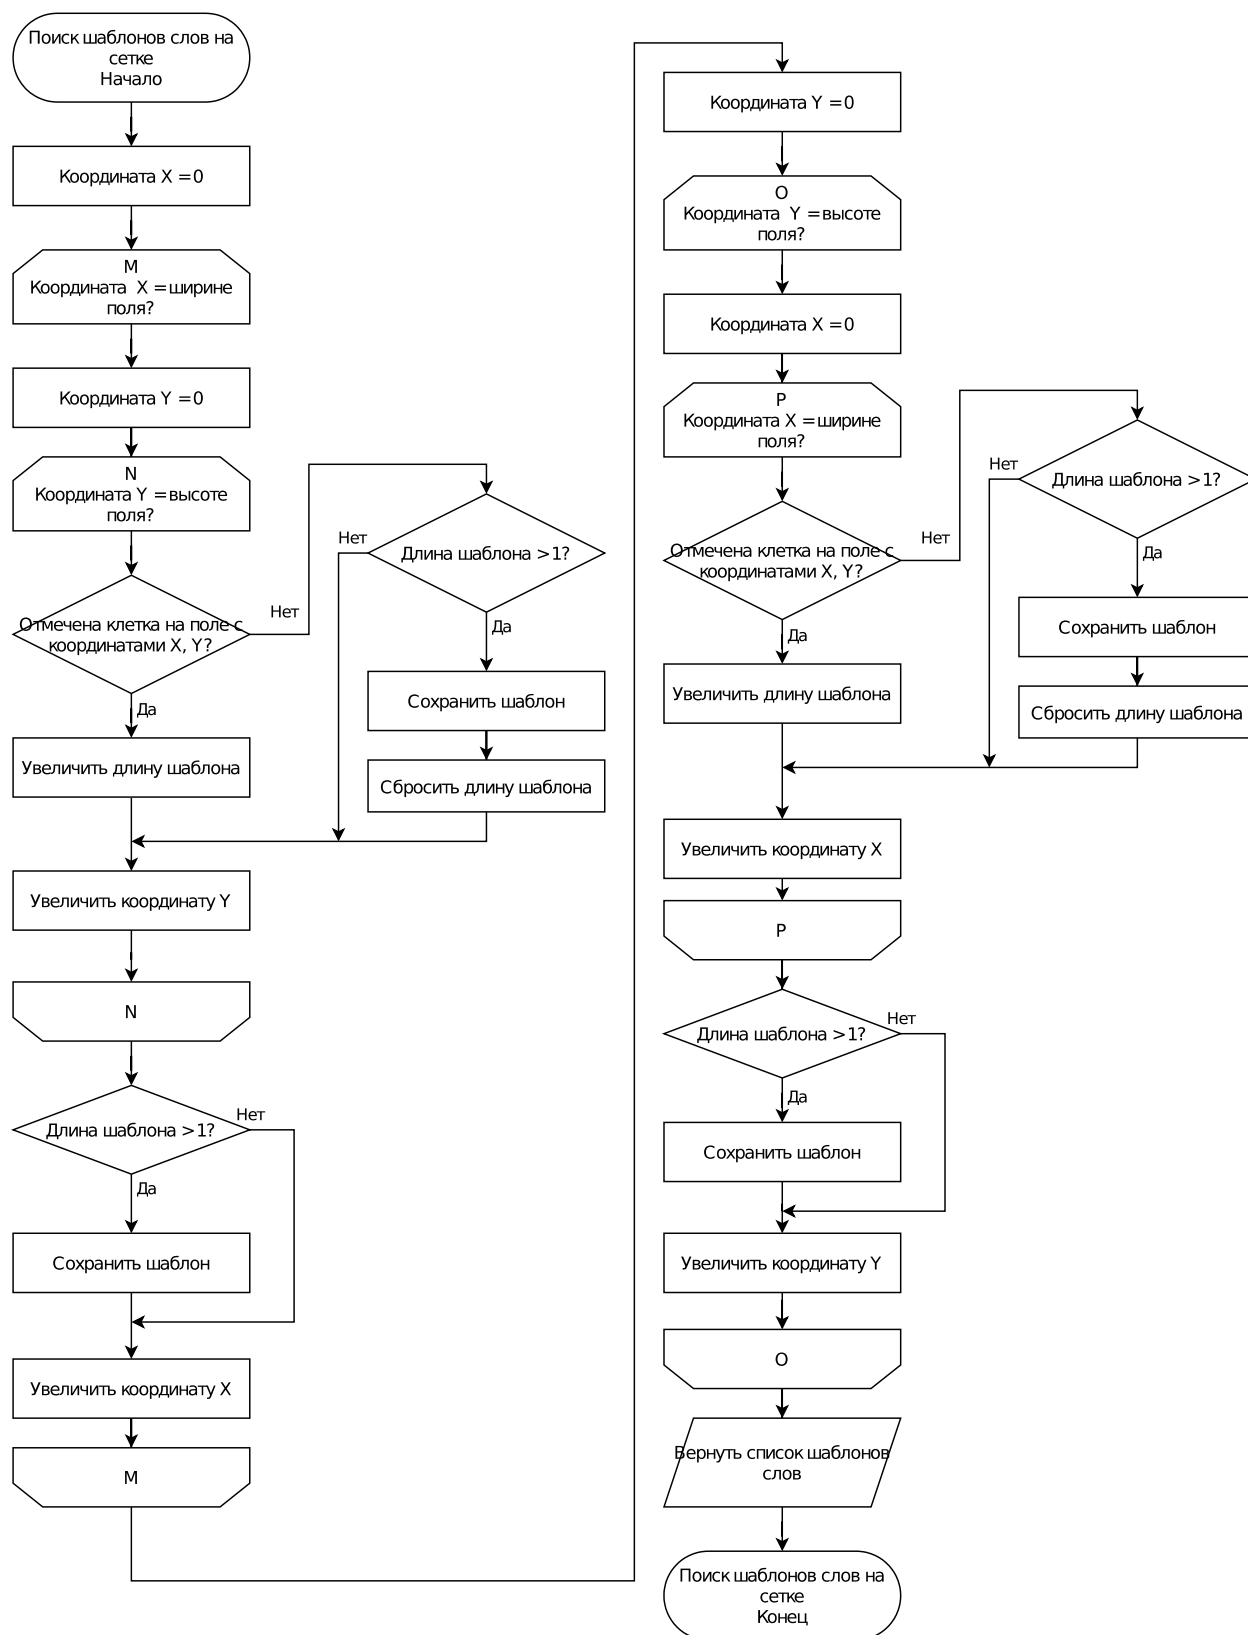 Поиск шаблонов слов на
сетке
Начало
Координата X = 0
M
Координата X = ширине
поля?
Координата Y = 0
N
Координата Y = высоте
поля?
Отмечена клетка на поле с
координатами X, Y?
Нет
Да
Нет
Длина шаблона > 1?
Да
Сохранить шаблон
Сбросить длину шаблона
Увеличить длину шаблона
Увеличить координату Y
N
Длина шаблона > 1?
Нет
Да
Сохранить шаблон
Увеличить координату X
M
Координата Y = 0
O
Координата Y = высоте
поля?
Координата X = 0
P
Координата X = ширине
поля?
Отмечена клетка на поле с
координатами X, Y?
Нет
Да
Нет
Длина шаблона > 1?
Да
Сохранить шаблон
Сбросить длину шаблона
Увеличить длину шаблона
Увеличить координату X
P
Длина шаблона > 1?
Нет
Да
Сохранить шаблон
Увеличить координату Y
O
Вернуть список шаблонов
слов
Поиск шаблонов слов на
сетке
Конец